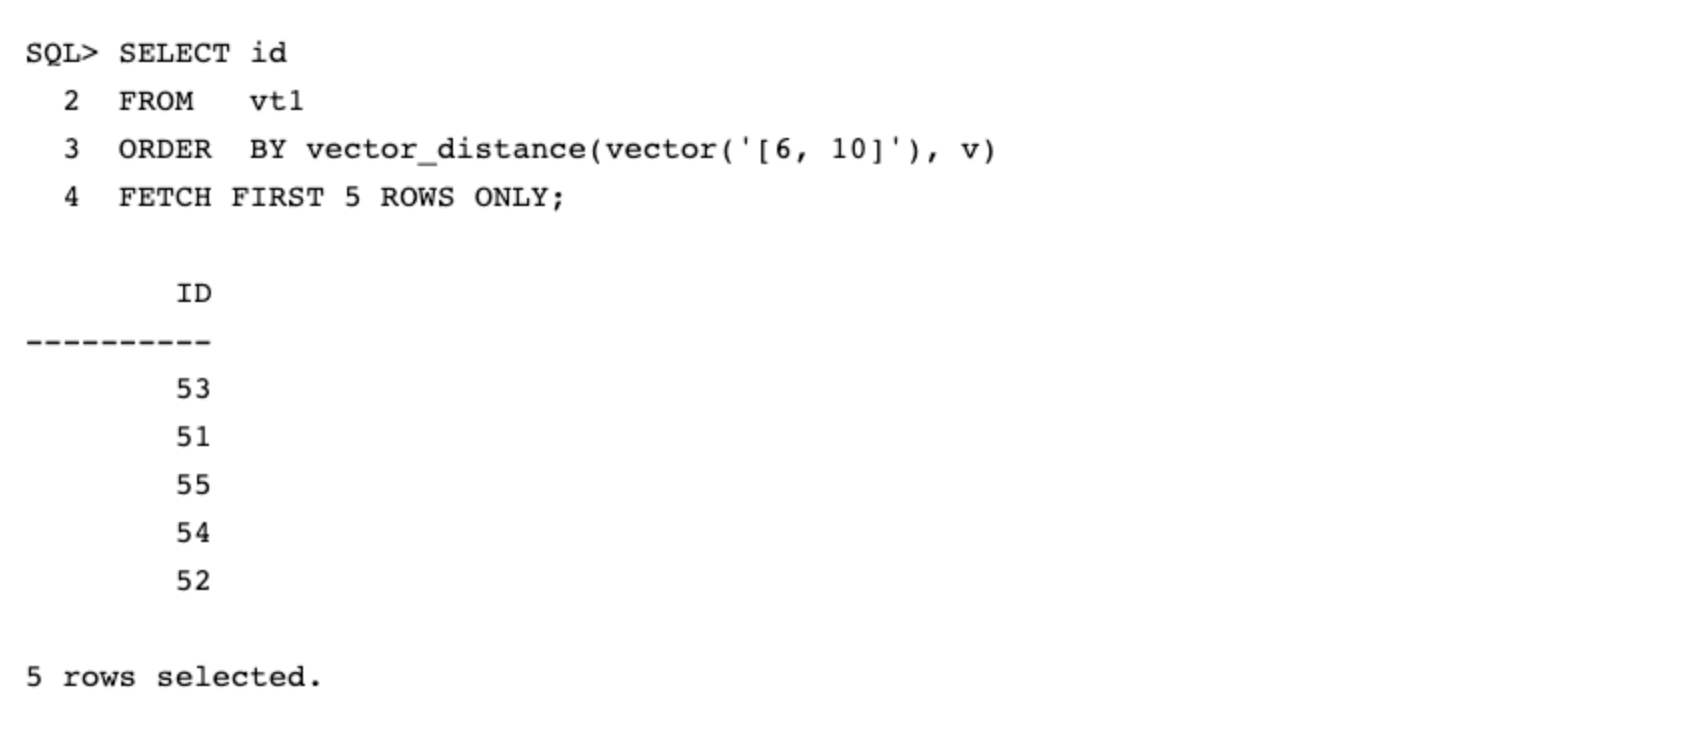 SQL> SELECT id
  2  FROM   vt1
  3  ORDER  BY vector_distance(vector('[6, 10]'), v)
  4  FETCH FIRST 5 ROWS ONLY;
        ID
----------
        53
        51
        55
        54
        52
5 rows selected.